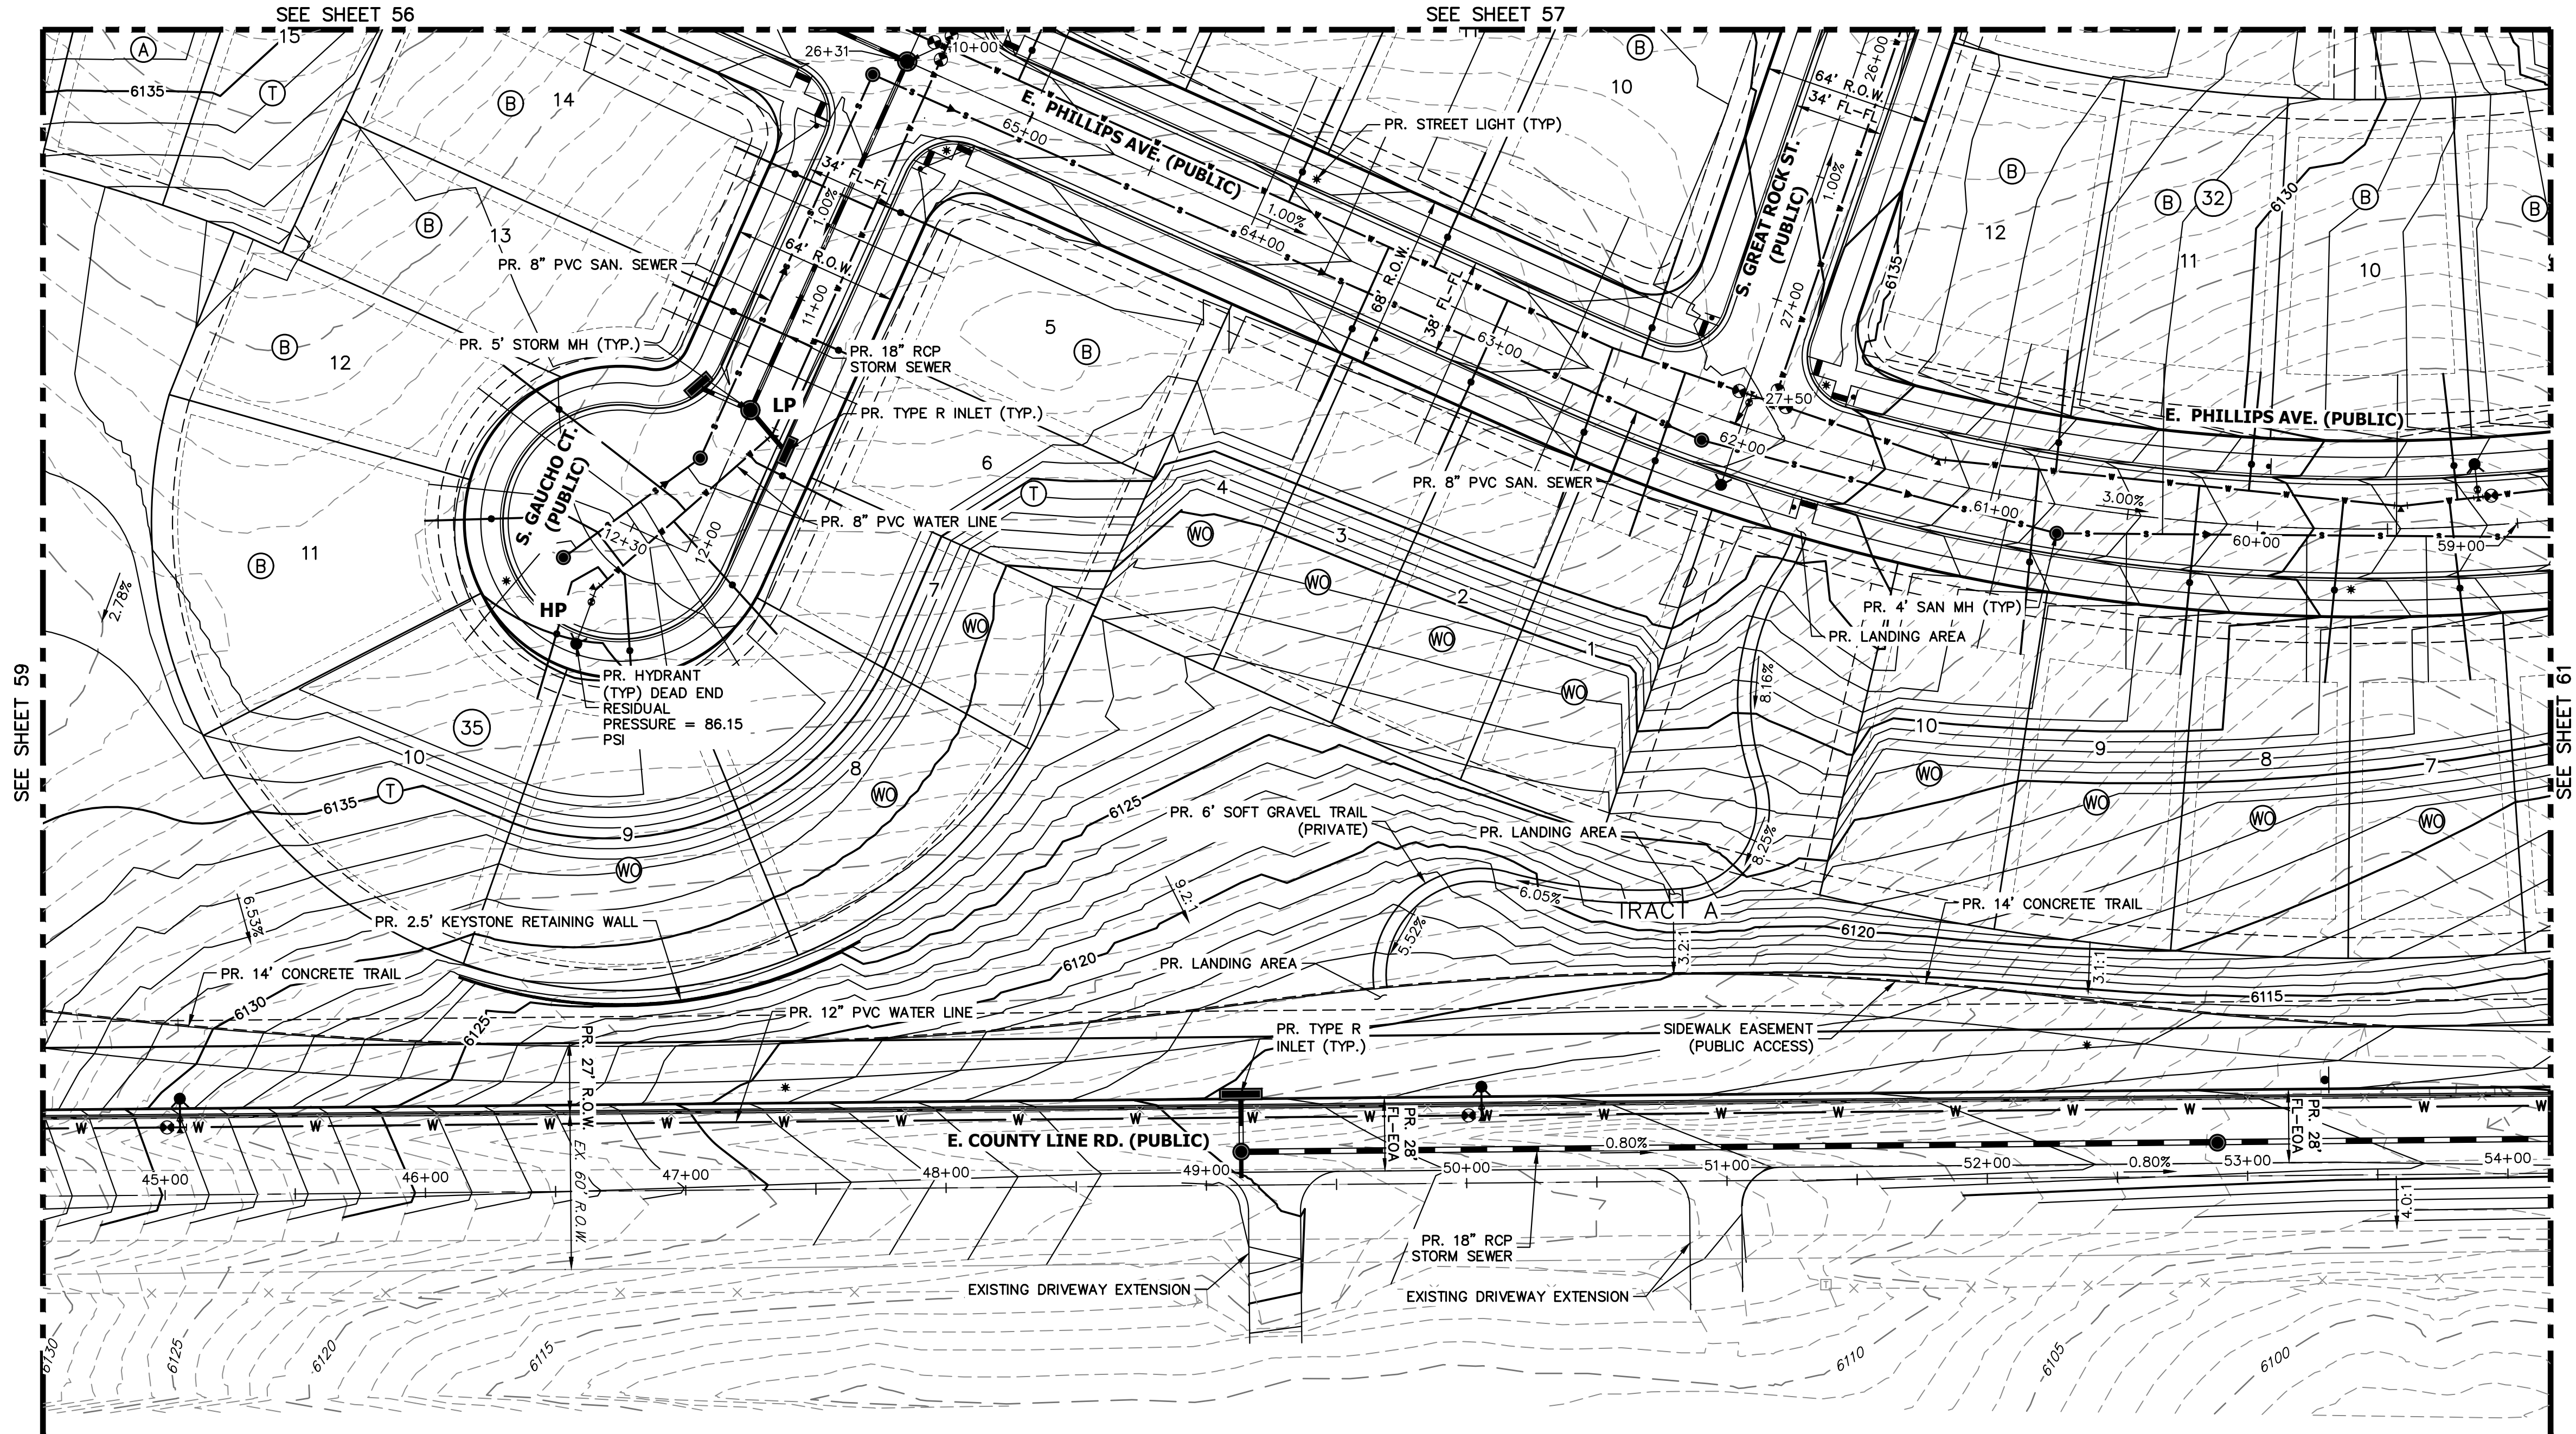 SEE SHEET 56
SEE SHEET 57
A
15
26+31
10+00
B
26+00
6135
T
B
14
E. PHILLIPS AVE. (PUBLIC)
65+00
PR. STREET LIGHT (TYP)
10
64' R.O.W.
34' FL-FL
S. GREAT ROCK ST.
(PUBLIC)
1.00%
B
12
B
32
6130
B
B
11
10
34' FL-FL
1.00%
64' R.O.W.
1.00%
64+00
B
13
PR. 8" PVC SAN. SEWER
11+00
68' R.O.W.
38' FL-FL
27+00
6135
PR. 5' STORM MH (TYP.)
B
12
PR. 18" RCP
STORM SEWER
5
B
63+00
27+50
LP
PR. TYPE R INLET (TYP.)
E. PHILLIPS AVE. (PUBLIC)
62+00
6
T
4
PR. 8" PVC SAN. SEWER
3.00%
61+00
60+00
59+00
S. GAUCHO CT.
(PUBLIC)
PR. 8" PVC WATER LINE
12+30
12+00
WO
3
B
11
2.78%
HP
7
WO
WO
2
WO
1
WO
PR. 4' SAN MH (TYP)
PR. LANDING AREA
SEE SHEET 59
SEE SHEET 61
PR. HYDRANT
(TYP) DEAD END
RESIDUAL
PRESSURE = 86.15
PSI
35
8.16%
10
9
8
7
10
8
T
WO
WO
WO
WO
WO
6135
9
6125
PR. 6' SOFT GRAVEL TRAIL
(PRIVATE)
PR. LANDING AREA
8.25%
WO
6.53%
9.2:1
6.05%
TRACT A
PR. 14' CONCRETE TRAIL
PR. 2.5' KEYSTONE RETAINING WALL
5.52%
6120
3.2:1
3.1:1
PR. 14' CONCRETE TRAIL
6120
PR. LANDING AREA
6115
6130
6125
PR. 12" PVC WATER LINE
PR. 27' R.O.W.
PR. TYPE R
INLET (TYP.)
SIDEWALK EASEMENT
(PUBLIC ACCESS)
E. COUNTY LINE RD. (PUBLIC)
PR. 28'
FL-EOA
0.80%
PR. 28'
FL-EOA
EX. 60' R.O.W.
45+00
46+00
47+00
48+00
49+00
50+00
51+00
52+00
0.80%
53+00
54+00
4.0:1
PR. 18" RCP
STORM SEWER
EXISTING DRIVEWAY EXTENSION
EXISTING DRIVEWAY EXTENSION
6130
6125
6120
6115
6110
6105
6100